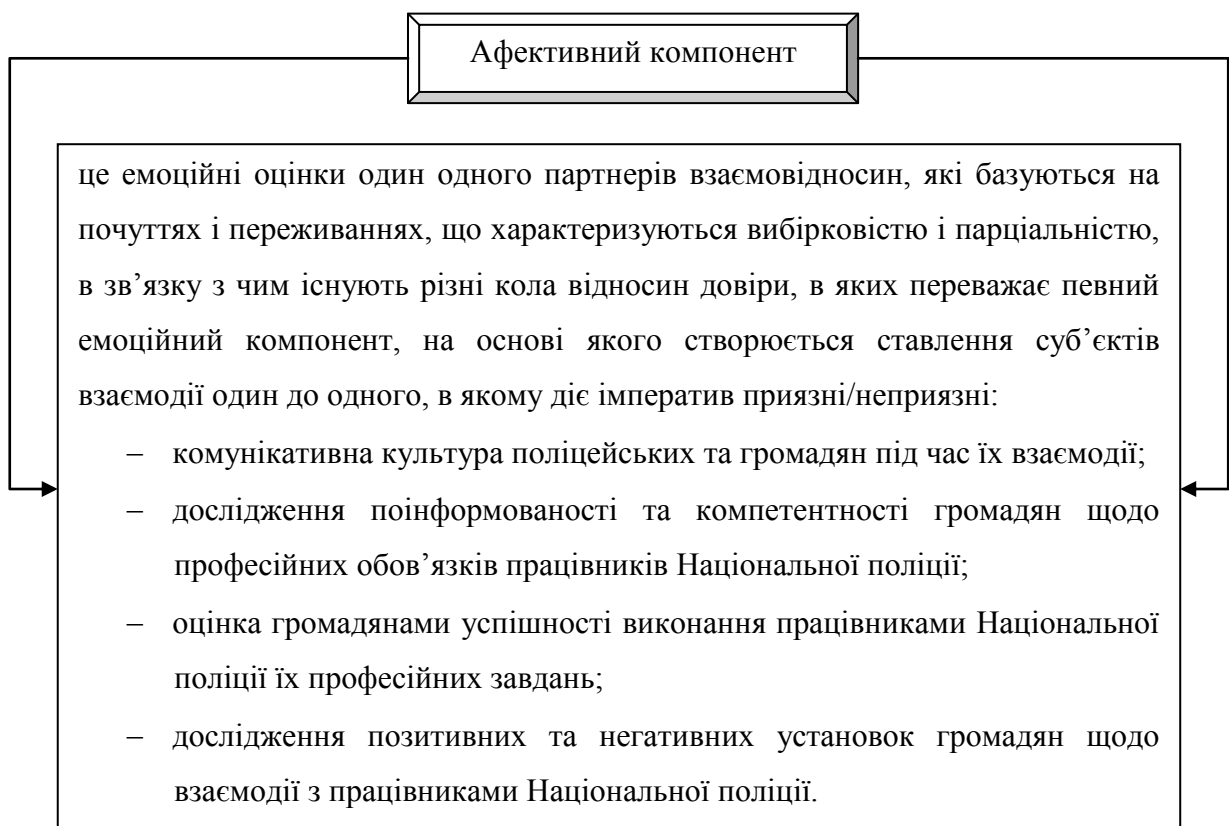 Афективний компонент
це емоційні оцінки один одного партнерів взаємовідносин, які базуються на
почуттях і переживаннях, що характеризуються вибірковістю і парціальністю,
в зв’язку з чим існують різні кола відносин довіри, в яких переважає певний
емоційний компонент, на основі якого створюється ставлення суб’єктів
взаємодії один до одного, в якому діє імператив приязні/неприязні:
– комунікативна культура поліцейських та громадян під час їх взаємодії;
– дослідження поінформованості та компетентності громадян щодо
професійних обов’язків працівників Національної поліції;
– оцінка громадянами успішності виконання працівниками Національної
поліції їх професійних завдань;
– дослідження позитивних та негативних установок громадян щодо
взаємодії з працівниками Національної поліції.